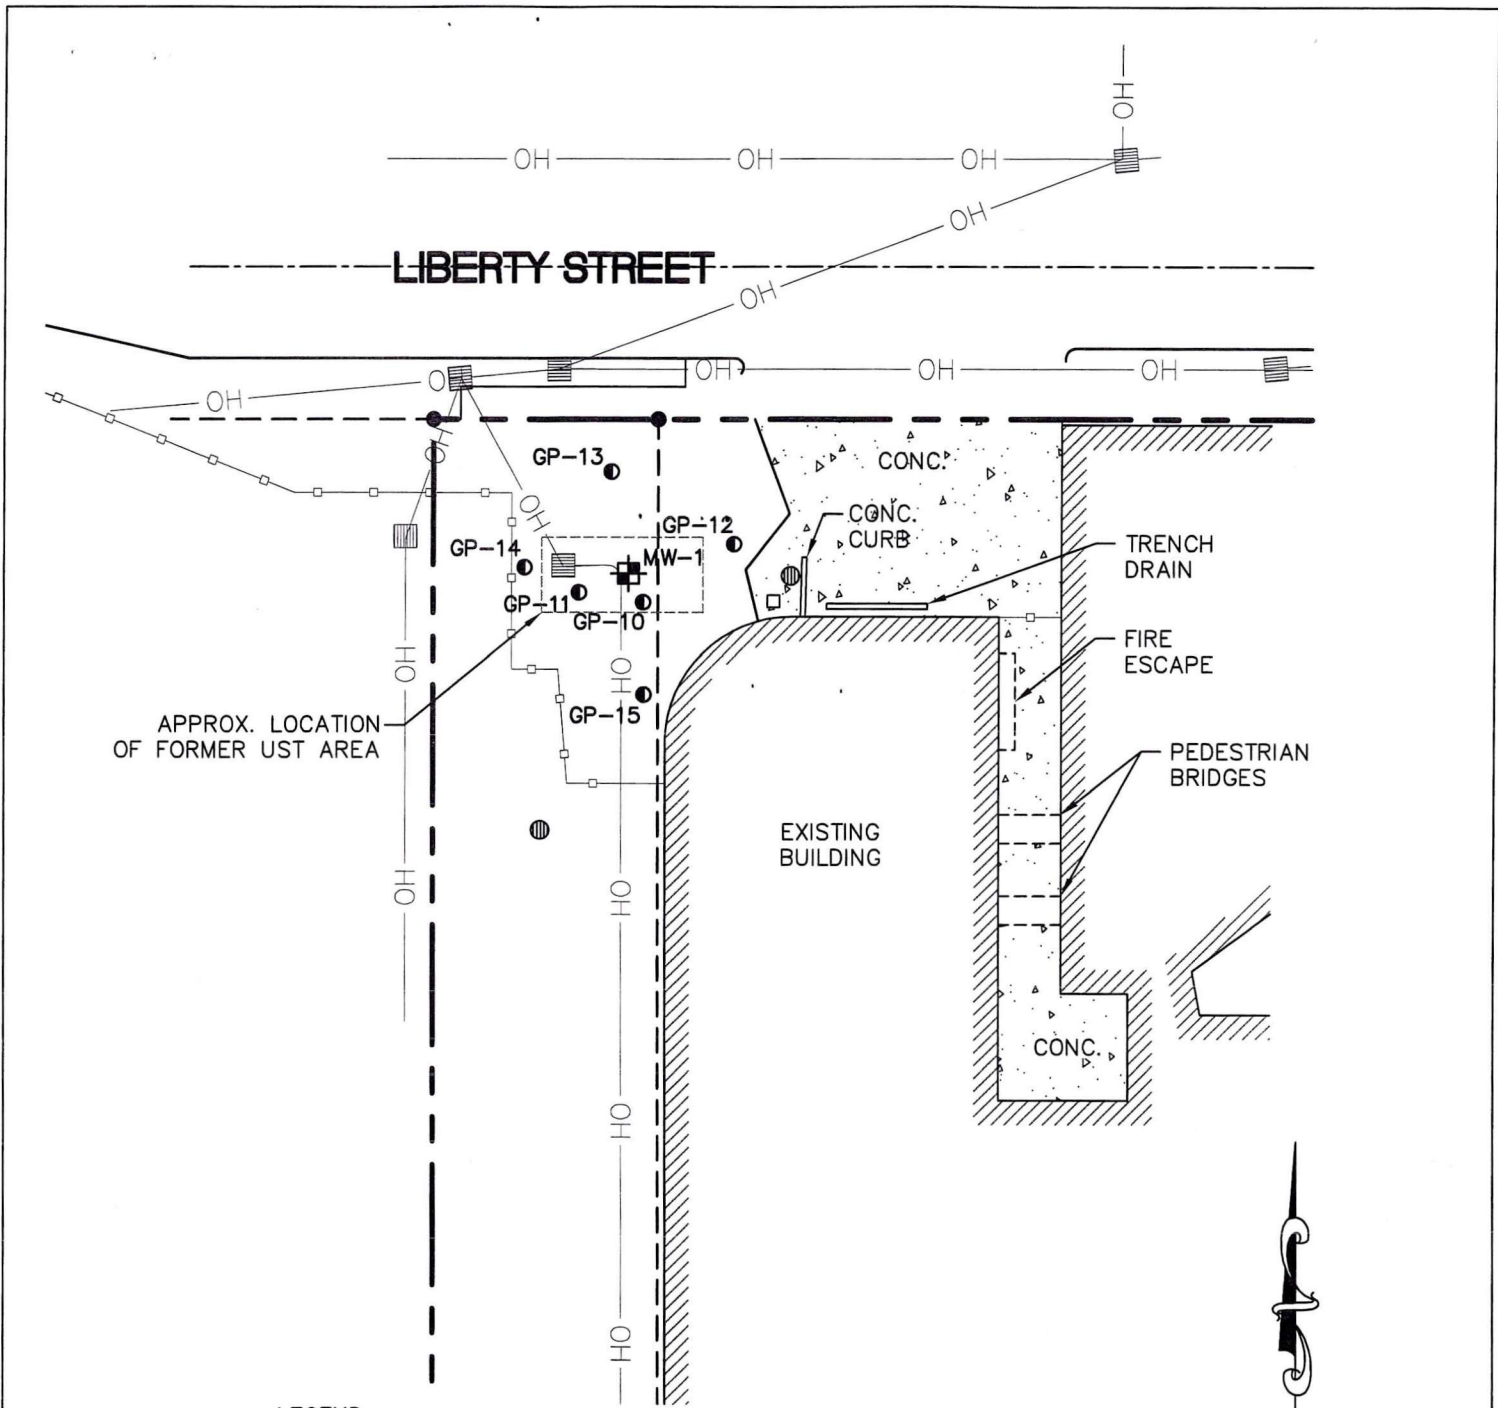 OH
OH OH OH
OH
LIBERTY STREET
OH
OH OH OH
OH O
OH
GP-13
CONC.
OH
GP-12
CONC.
CURB
GP-14
MW-1
TRENCH
DRAIN
GP-11
GP-10
FIRE
ESCAPE
OH OH
GP-15
APPROX. LOCATION
OF FORMER UST AREA
PEDESTRIAN
BRIDGES
EXISTING
BUILDING
OH OH
CONC.
OH
OH